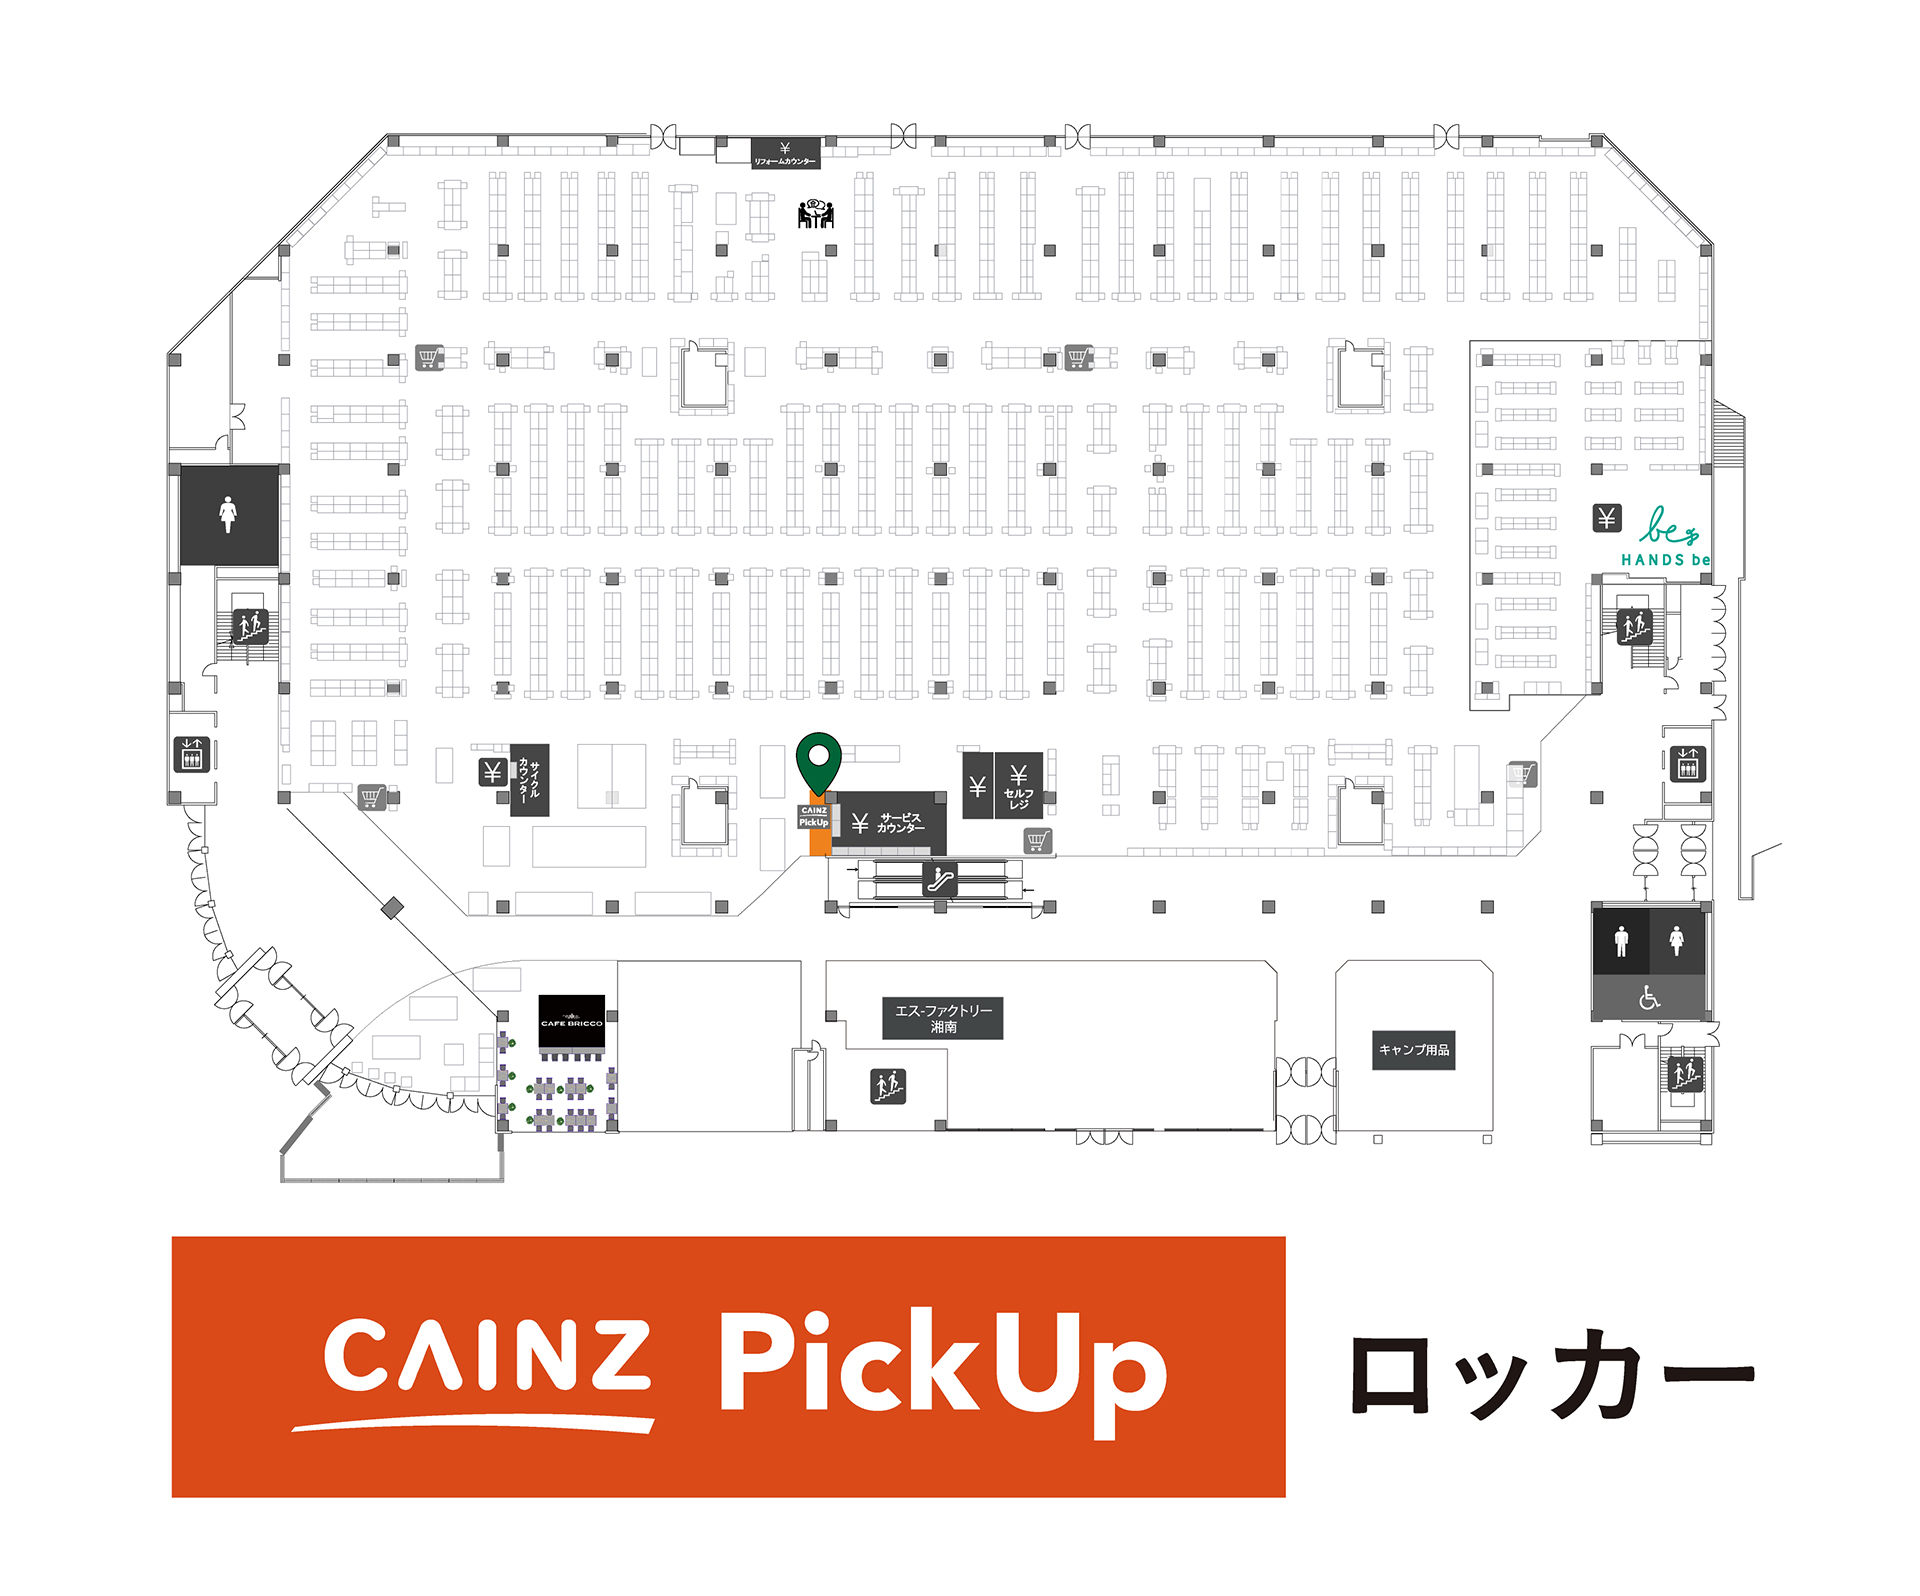 ¥
リフォームカウンター
¥
be
HANDS be
¥
サイクル
カウンター
CAINZ
PickUp
¥
サービス
カウンター
¥
¥
セルフ
レジ
CAFE BRICCO
エス-ファクトリー
湘南
キャンプ用品
CAINZ PickUp ロッカー